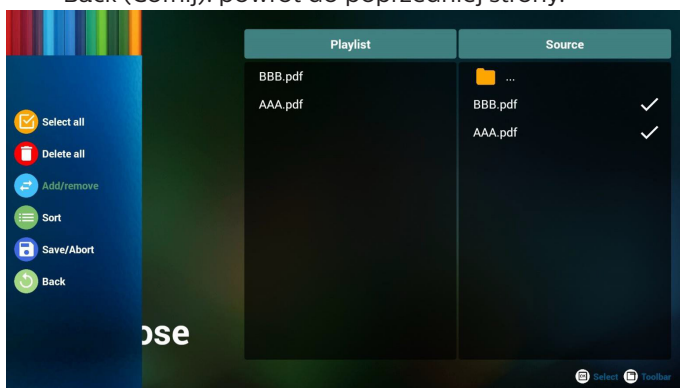 Back (Cofnij): powrót do poprzedniej strony.
Playlist
Source
BBB.pdf
AAA.pdf
...
BBB.pdf
AAA.pdf
Select all
Delete all
Add/remove
Sort
Save/Abort
Back
ose
OK Select Toolbar